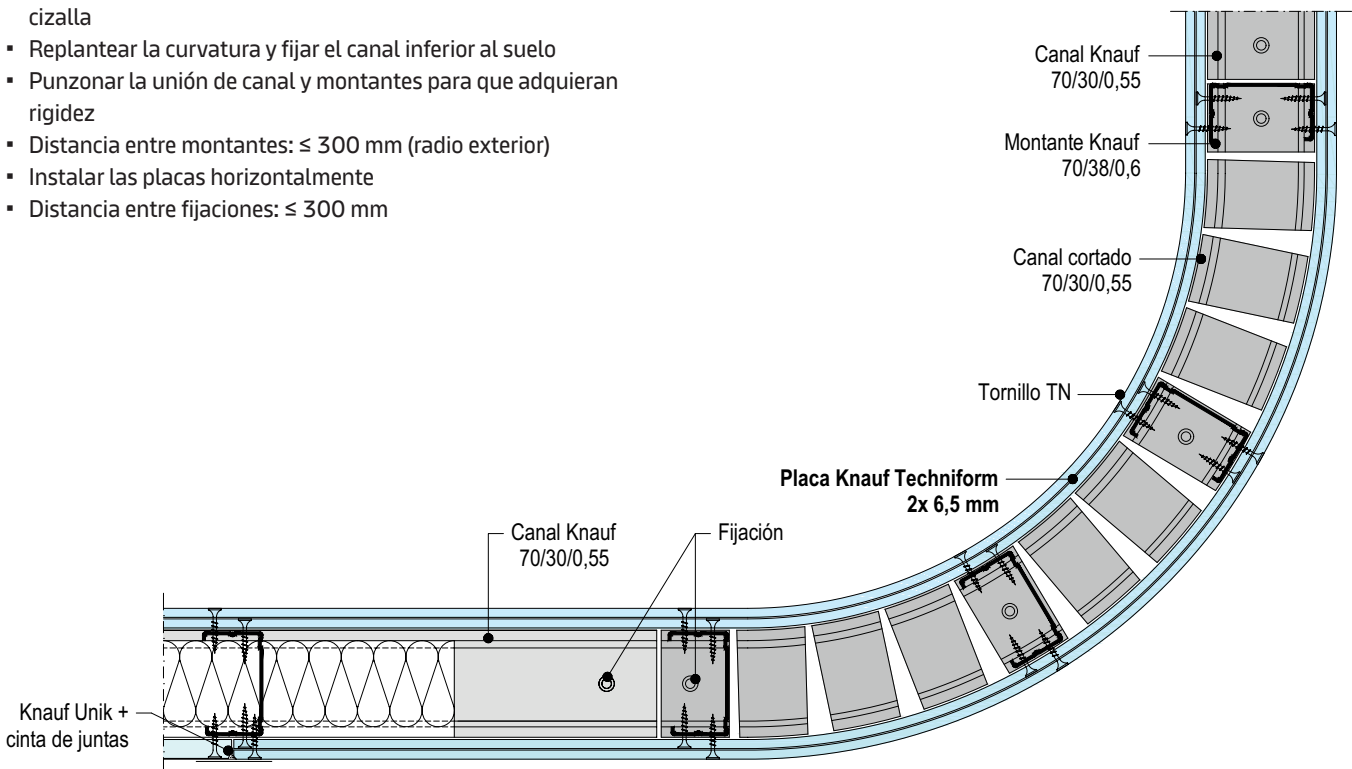 cizalla
▪ Replantear la curvatura y fijar el canal inferior al suelo
▪ Punzonar la unión de canal y montantes para que adquieran
rigidez
▪ Distancia entre montantes: ≤ 300 mm (radio exterior)
▪ Instalar las placas horizontalmente
▪ Distancia entre fijaciones: ≤ 300 mm
Canal Knauf
70/30/0,55
Montante Knauf
70/38/0,6
Canal cortado
70/30/0,55
Tornillo TN
Placa Knauf Techniform
2x 6,5 mm
Canal Knauf
70/30/0,55
Fijación
Knauf Unik +
cinta de juntas